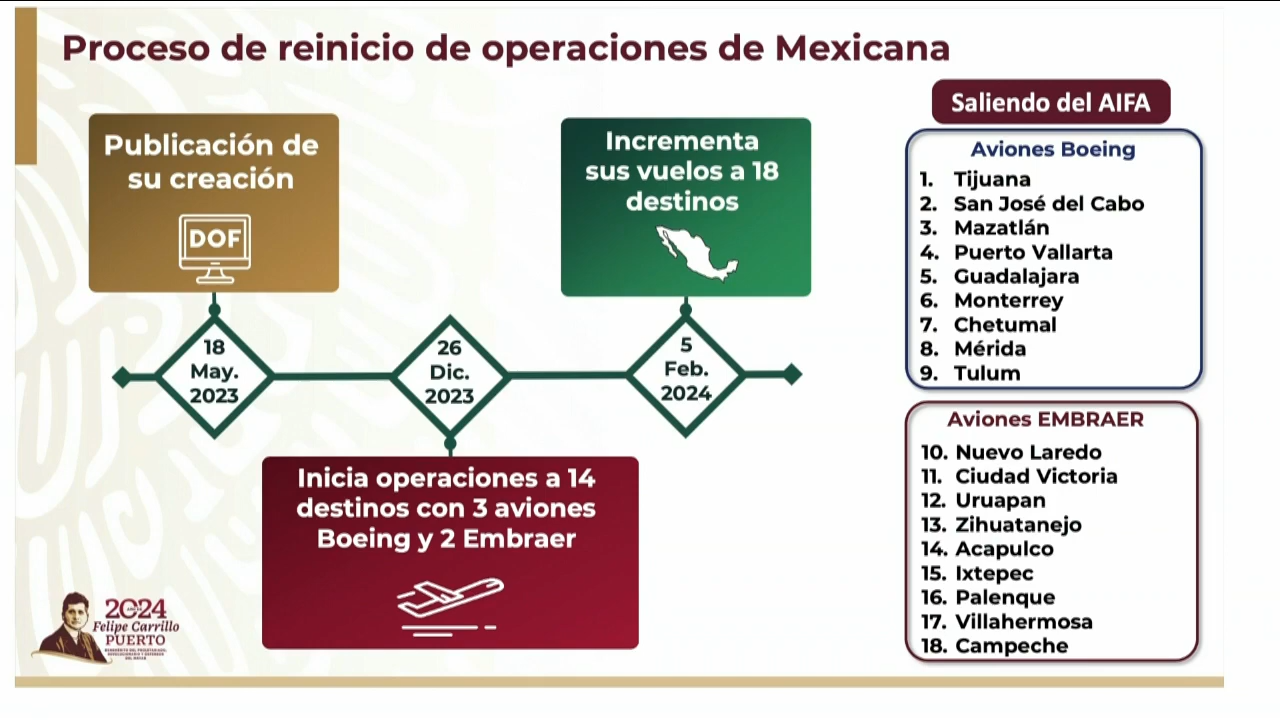 Proceso de reinicio de operaciones de Mexicana
Publicación de
su creación
DOF
Incrementa
sus vuelos a 18
destinos
18
May.
2023
26
Dic.
2023
5
Feb.
2024
Inicia operaciones a 14
destinos con 3 aviones
Boeing y 2 Embraer
Saliendo del AIFA
Aviones Boeing
1. Tijuana
2. San José del Cabo
3. Mazatlán
4. Puerto Vallarta
5. Guadalajara
6. Monterrey
7. Chetumal
8. Mérida
9. Tulum
Aviones EMBRAER
10. Nuevo Laredo
11. Ciudad Victoria
12. Uruapan
13. Zihuatanejo
14. Acapulco
15. Ixtepec
16. Palenque
17. Villahermosa
18. Campeche
2024
Felipe Carrillo
PUERTO